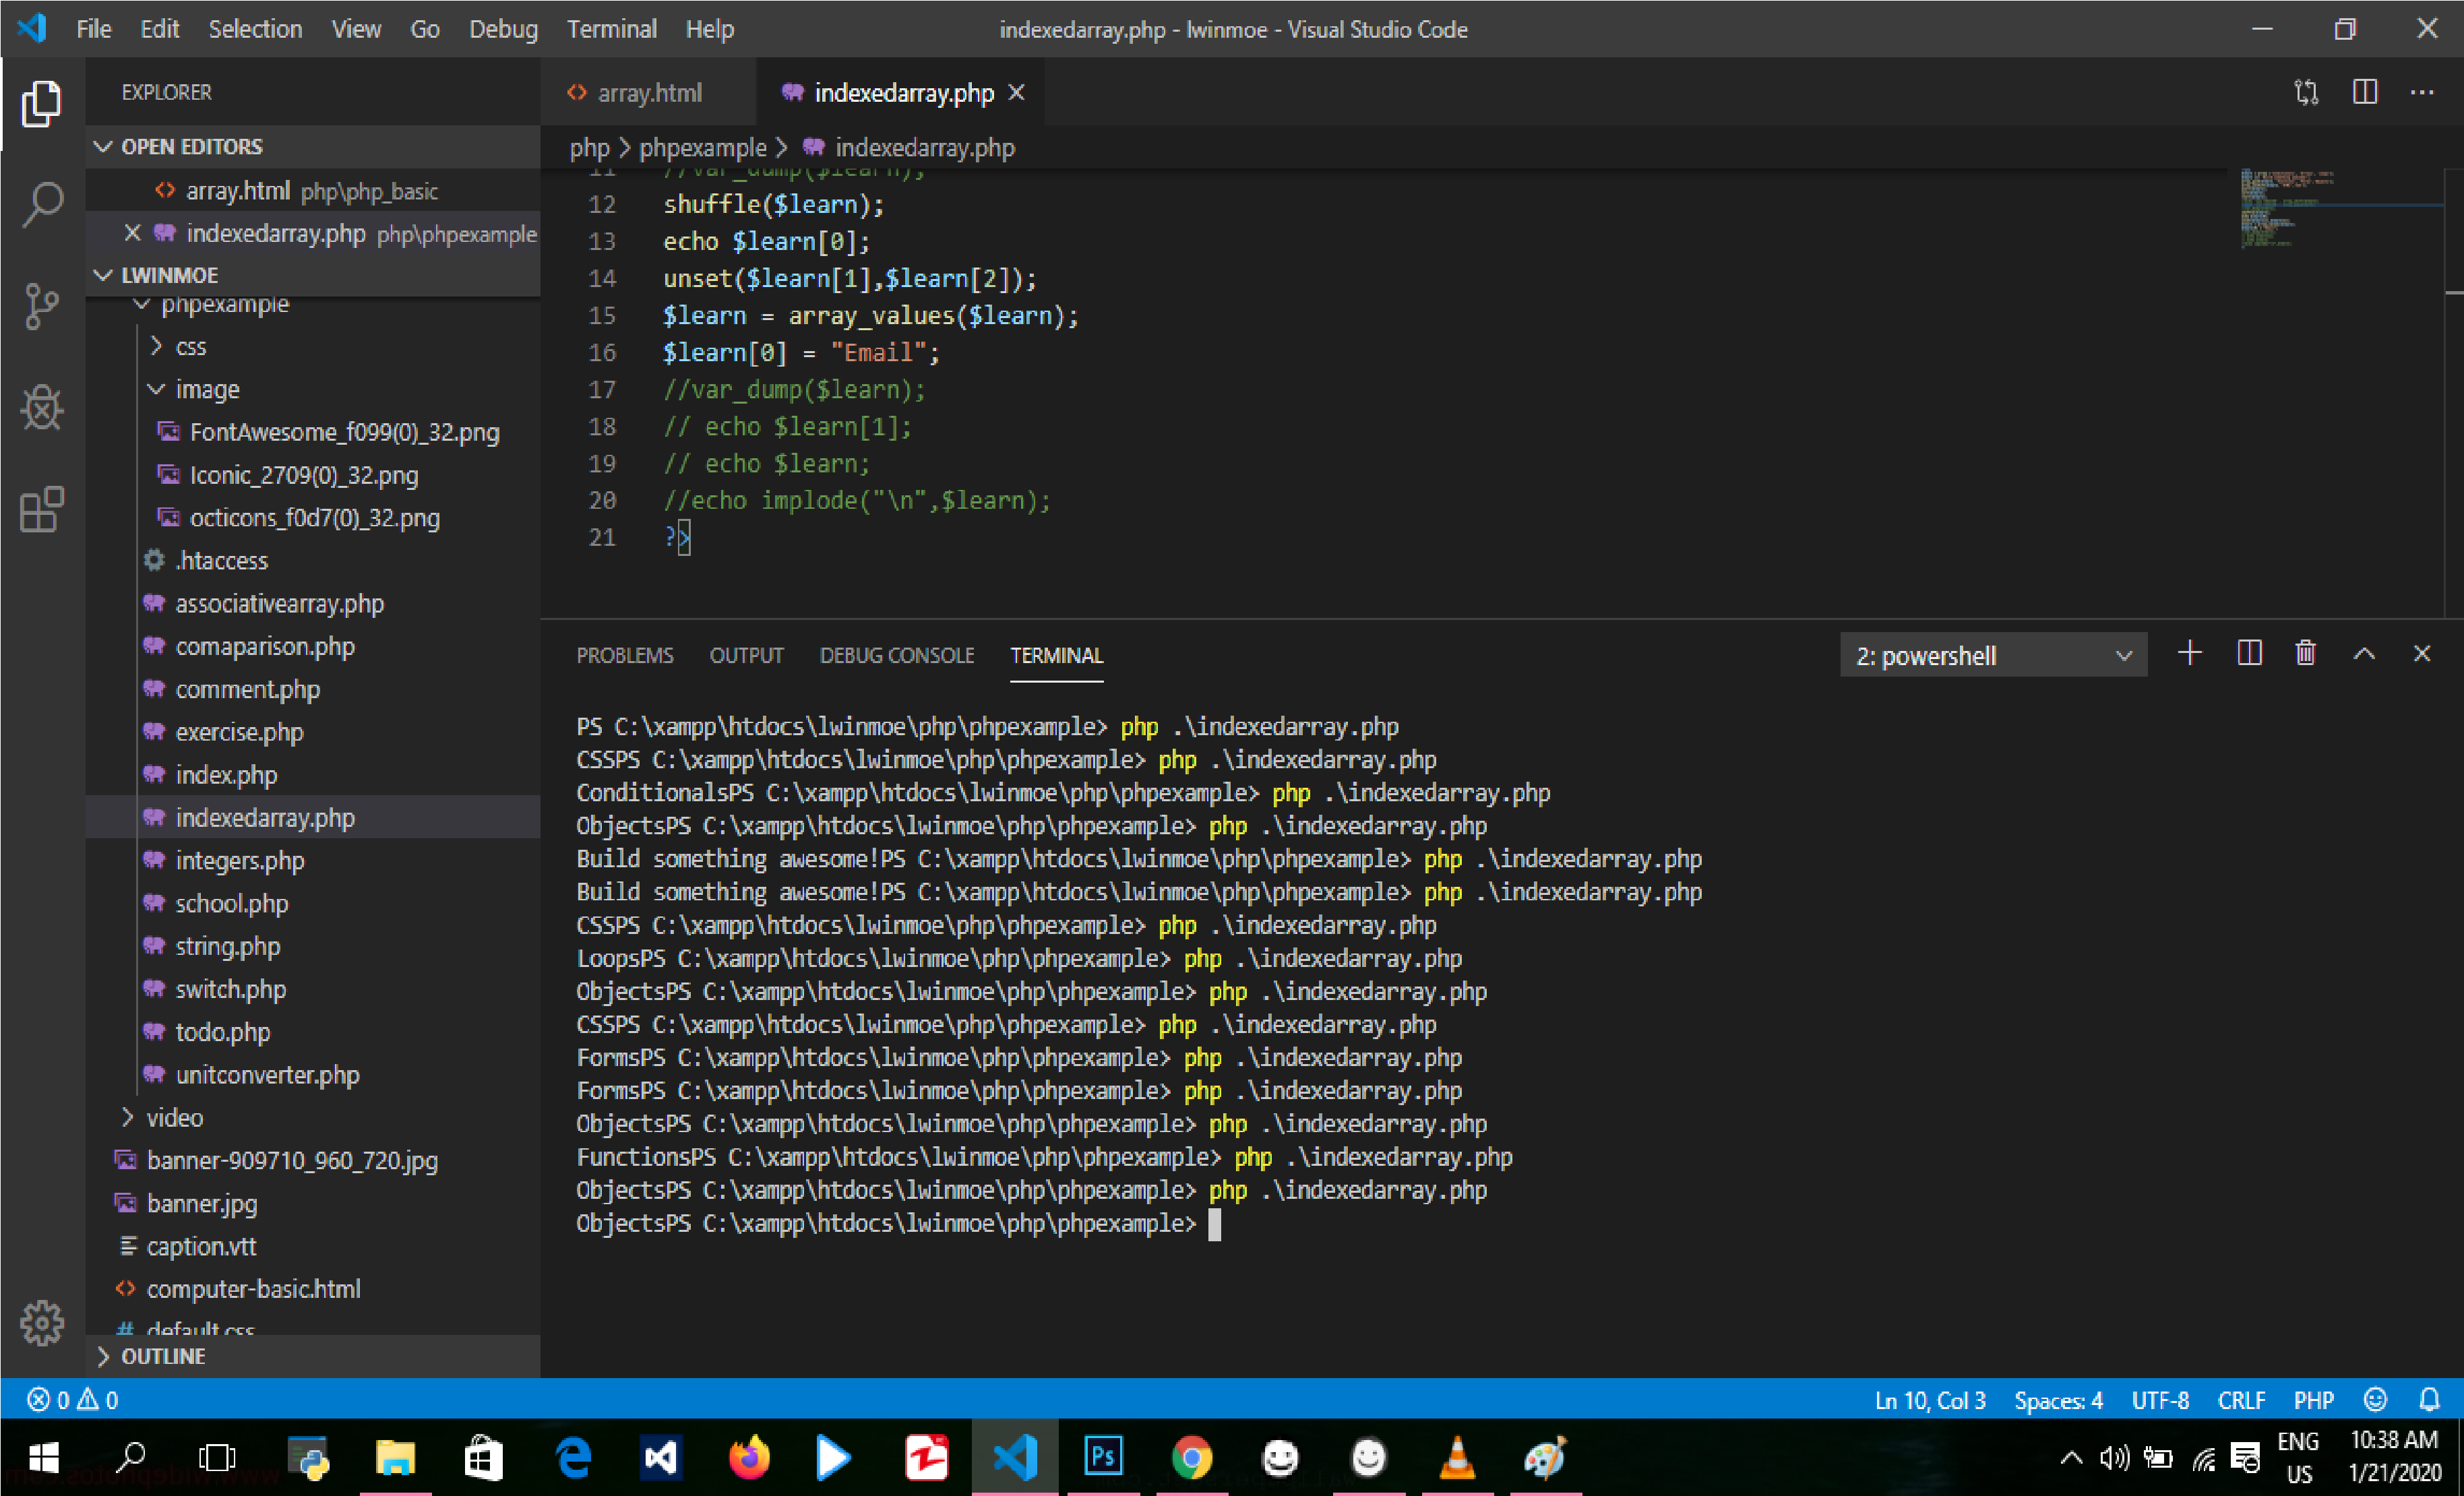 File Edit Selection View Go Debug Terminal Help
indexedarray.php - lwinmoe - Visual Studio Code
EXPLORER
OPEN EDITORS
array.html php\php_basic
indexedarray.php php\phpexample
LWINMOE
phpexample
css
image
FontAwesome_f099(0)_32.png
Iconic_2709(0)_32.png
octicons_f0d7(0)_32.png
.htaccess
associativearray.php
comaparison.php
comment.php
exercise.php
index.php
indexedarray.php
integers.php
school.php
string.php
switch.php
todo.php
unitconverter.php
video
banner-909710_960_720.jpg
banner.jpg
caption.vtt
computer-basic.html
default.css
OUTLINE
array.html
indexedarray.php
php > phpexample > indexedarray.php
11 //var_dump($learn);
12 shuffle($learn);
13 echo $learn[0];
14 unset($learn[1],$learn[2]);
15 $learn = array_values($learn);
16 $learn[0] = "Email";
17 //var_dump($learn);
18 // echo $learn[1];
19 // echo $learn;
20 //echo implode("\n",$learn);
21 ?>
PROBLEMS OUTPUT DEBUG CONSOLE TERMINAL
2: powershell
PS C:\xampp\htdocs\lwinmoe\php\phpexample> php .\indexedarray.php
CSSPS C:\xampp\htdocs\lwinmoe\php\phpexample> php .\indexedarray.php
ConditionalsPS C:\xampp\htdocs\lwinmoe\php\phpexample> php .\indexedarray.php
ObjectsPS C:\xampp\htdocs\lwinmoe\php\phpexample> php .\indexedarray.php
Build something awesome!PS C:\xampp\htdocs\lwinmoe\php\phpexample> php .\indexedarray.php
Build something awesome!PS C:\xampp\htdocs\lwinmoe\php\phpexample> php .\indexedarray.php
CSSPS C:\xampp\htdocs\lwinmoe\php\phpexample> php .\indexedarray.php
LoopsPS C:\xampp\htdocs\lwinmoe\php\phpexample> php .\indexedarray.php
ObjectsPS C:\xampp\htdocs\lwinmoe\php\phpexample> php .\indexedarray.php
CSSPS C:\xampp\htdocs\lwinmoe\php\phpexample> php .\indexedarray.php
FormsPS C:\xampp\htdocs\lwinmoe\php\phpexample> php .\indexedarray.php
FormsPS C:\xampp\htdocs\lwinmoe\php\phpexample> php .\indexedarray.php
ObjectsPS C:\xampp\htdocs\lwinmoe\php\phpexample> php .\indexedarray.php
FunctionsPS C:\xampp\htdocs\lwinmoe\php\phpexample> php .\indexedarray.php
ObjectsPS C:\xampp\htdocs\lwinmoe\php\phpexample> php .\indexedarray.php
ObjectsPS C:\xampp\htdocs\lwinmoe\php\phpexample>
0 0
Ln 10, Col 3 Spaces: 4 UTF-8 CRLF PHP
Ps
ENG
US
10:38 AM
1/21/2020